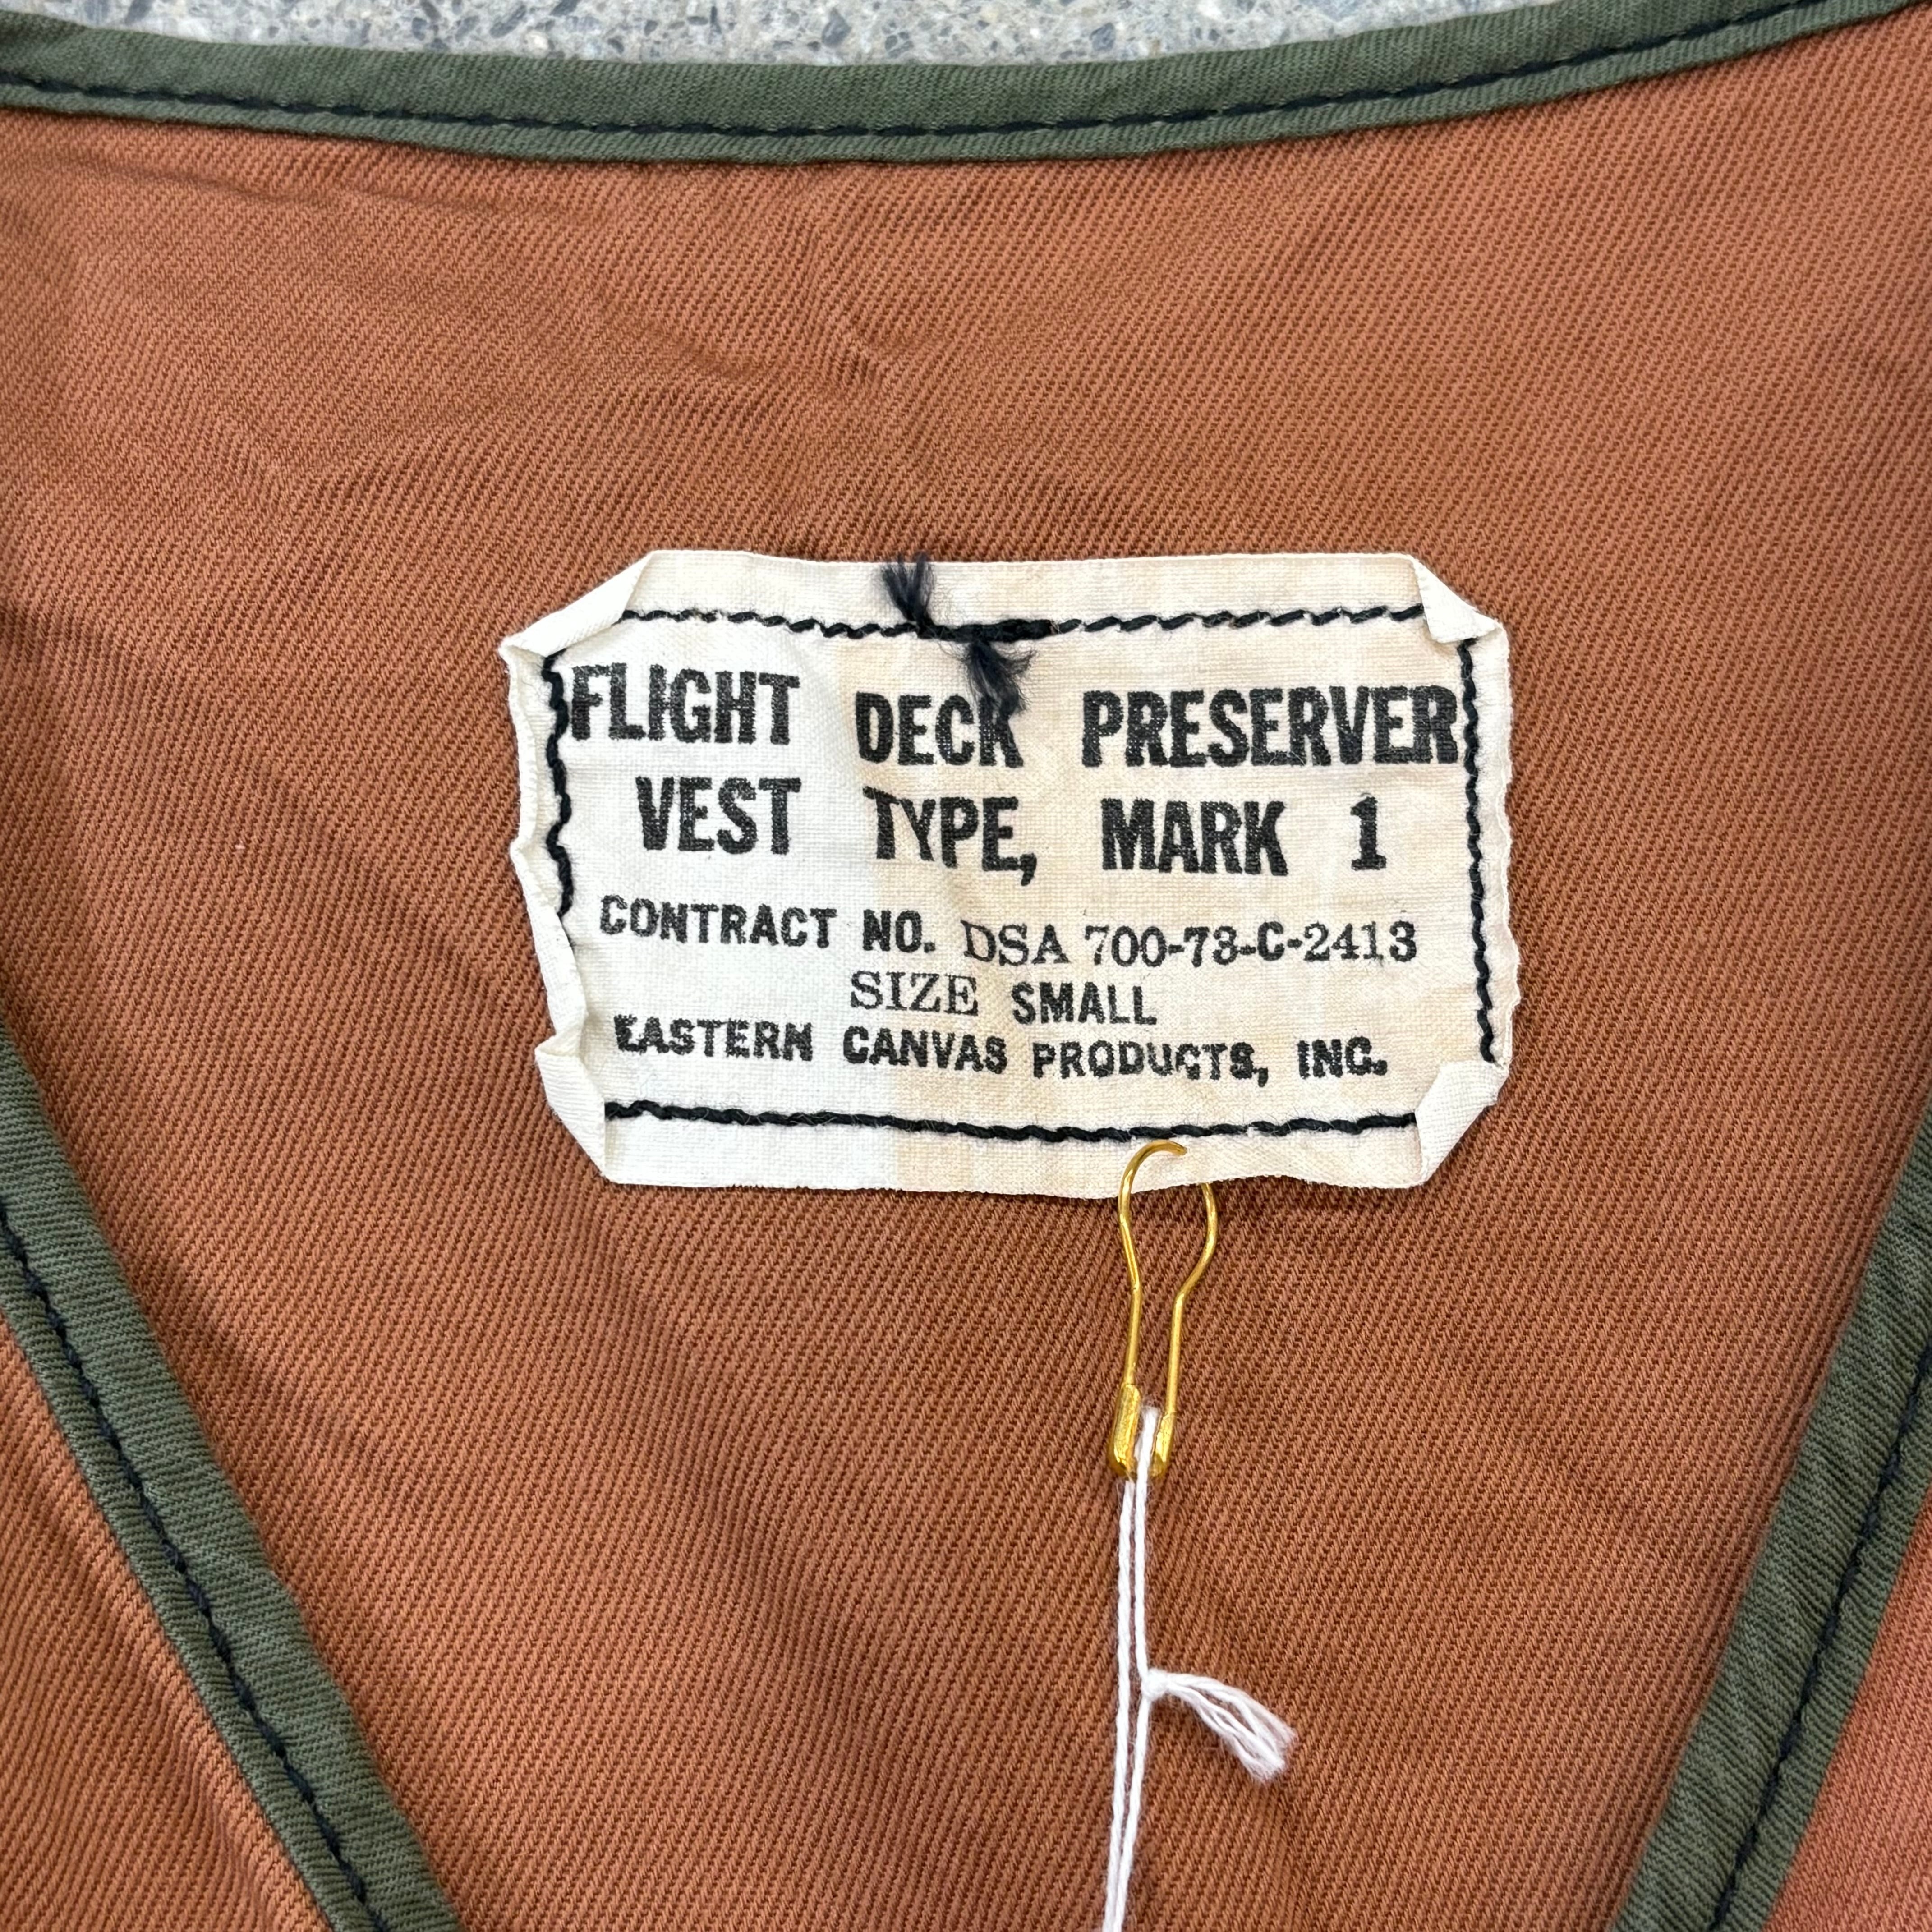 FLIGHT DECK PRESERVER
VEST TYPE, MARK 1
CONTRACT NO. DSA 700-73-C-2413
SIZE SMALL
EASTERN CANVAS PRODUCTS, INC.